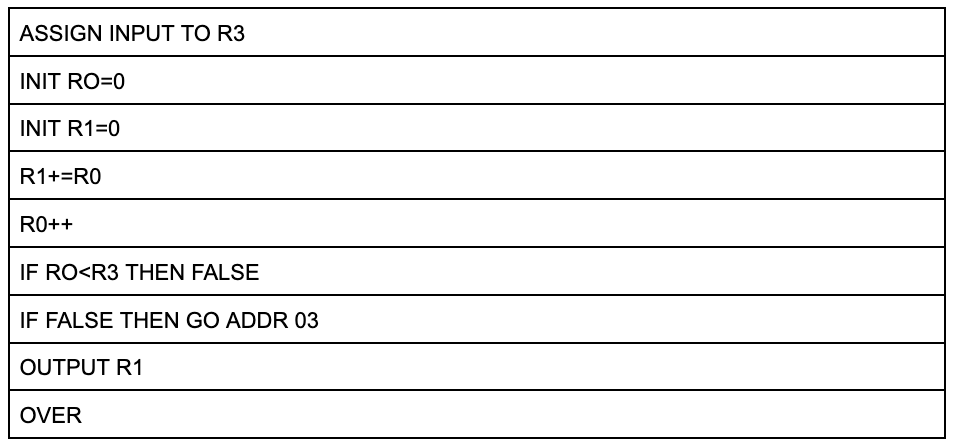 ASSIGN INPUT TO R3
INIT RO=0
INIT R1=0
R1+=R0
R0++
IF RO<R3 THEN FALSE
IF FALSE THEN GO ADDR 03
OUTPUT R1
OVER